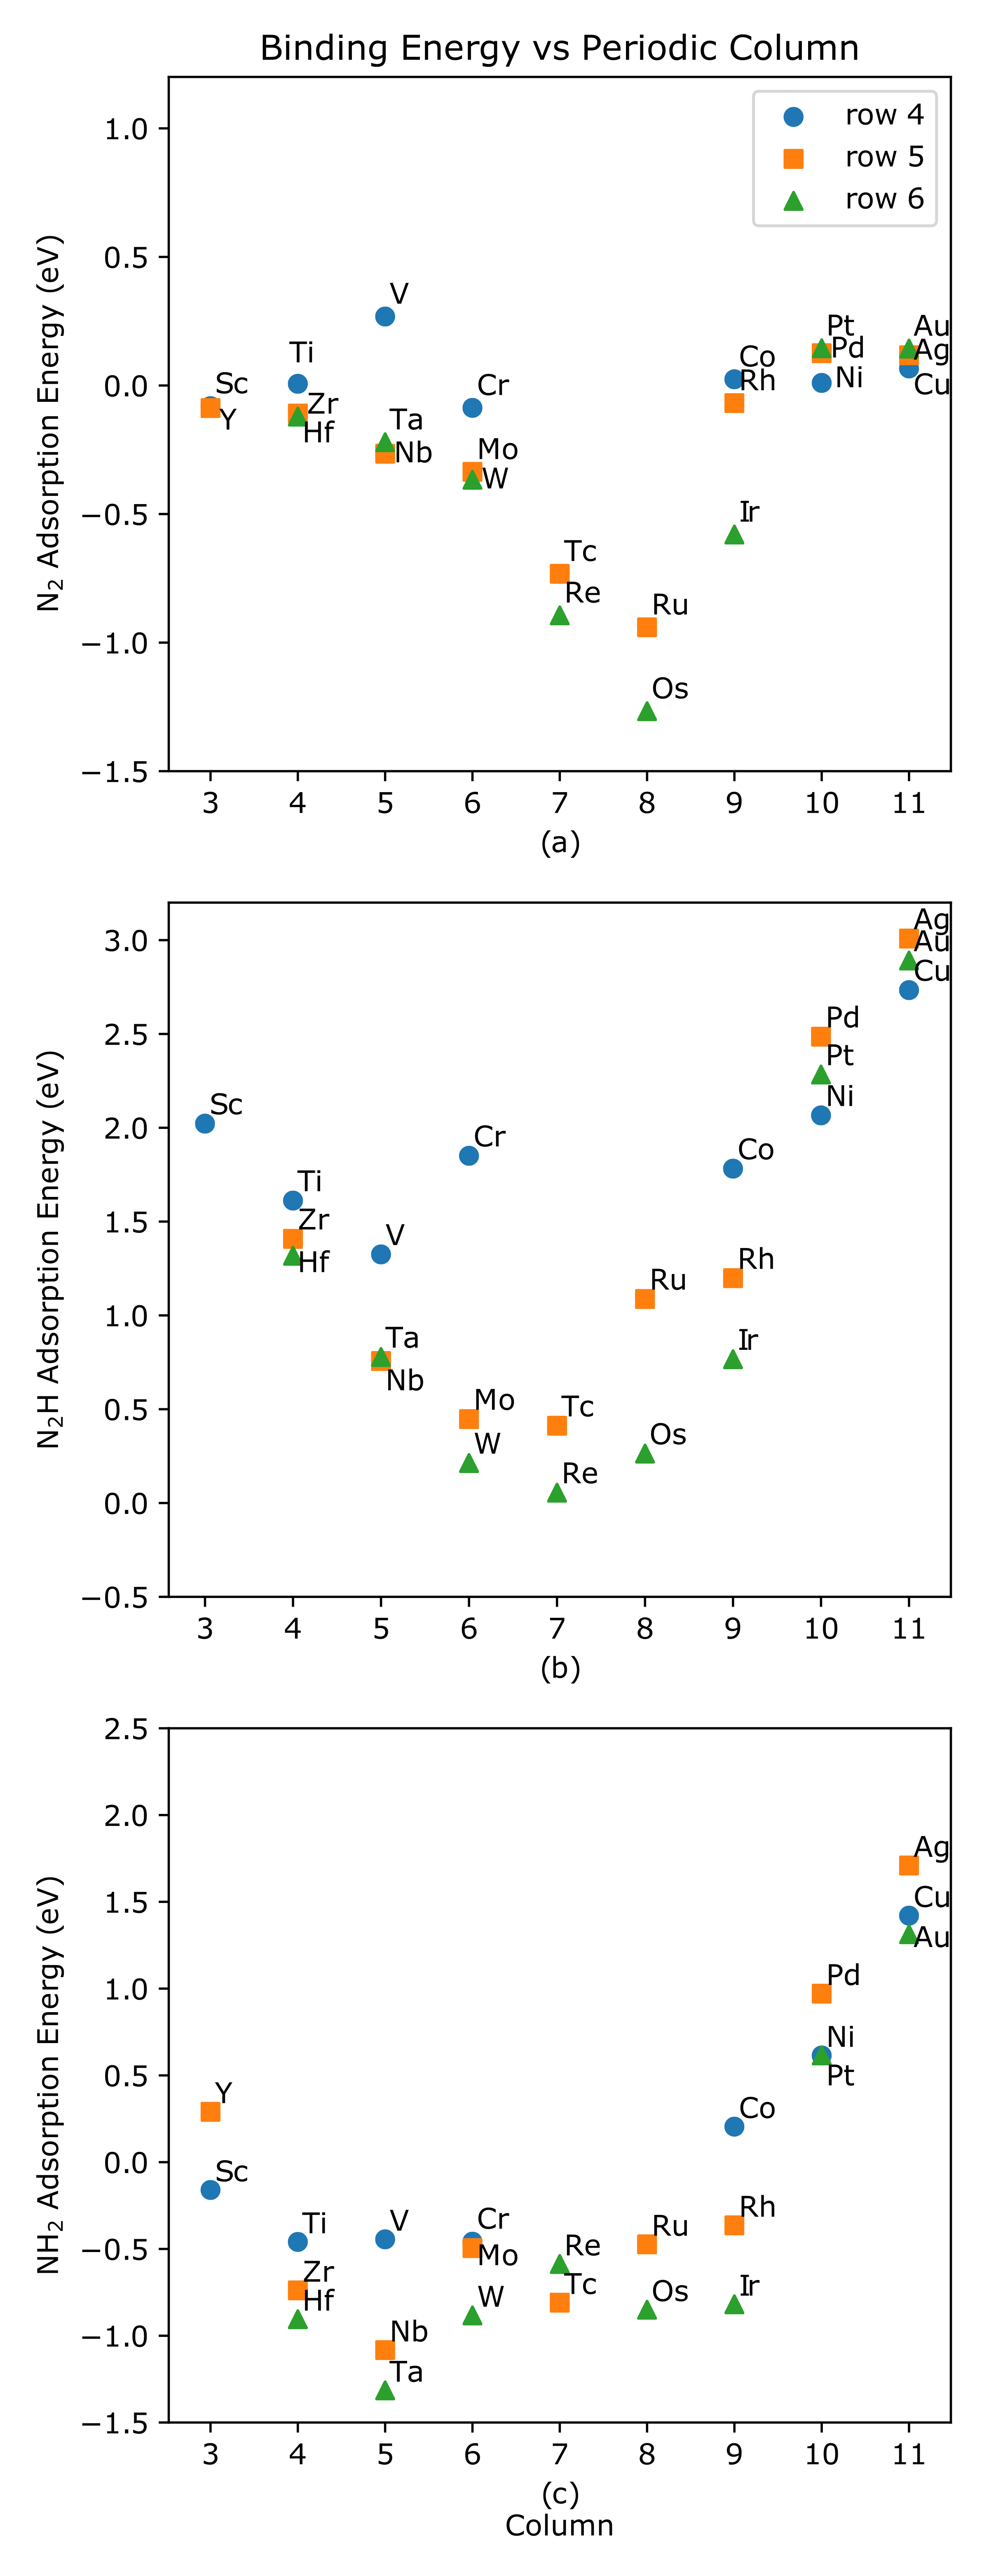 Binding Energy vs Periodic Column
row 4
row 5
row 6
N₂ Adsorption Energy (eV)
1.0
0.5
0.0
−0.5
−1.0
−1.5
Sc
Y
Ti
Zr
Hf
V
Ta
Nb
Cr
Mo
W
Tc
Re
Ru
Os
Co
Rh
Ir
Pt
Pd
Ni
Au
Ag
Cu
3 4 5 6 7 8 9 10 11
(a)
N₂H Adsorption Energy (eV)
3.0
2.5
2.0
1.5
1.0
0.5
0.0
−0.5
Sc
Ti
Zr
Hf
V
Ta
Nb
Cr
Mo
W
Tc
Re
Ru
Os
Co
Rh
Ir
Pd
Pt
Ni
Ag
Au
Cu
3 4 5 6 7 8 9 10 11
(b)
NH₂ Adsorption Energy (eV)
2.5
2.0
1.5
1.0
0.5
0.0
−0.5
−1.0
−1.5
Y
Sc
Ti
Zr
Hf
V
Nb
Ta
Cr
Mo
W
Re
Tc
Ru
Os
Co
Rh
Ir
Pd
Ni
Pt
Ag
Cu
Au
3 4 5 6 7 8 9 10 11
(c)
Column